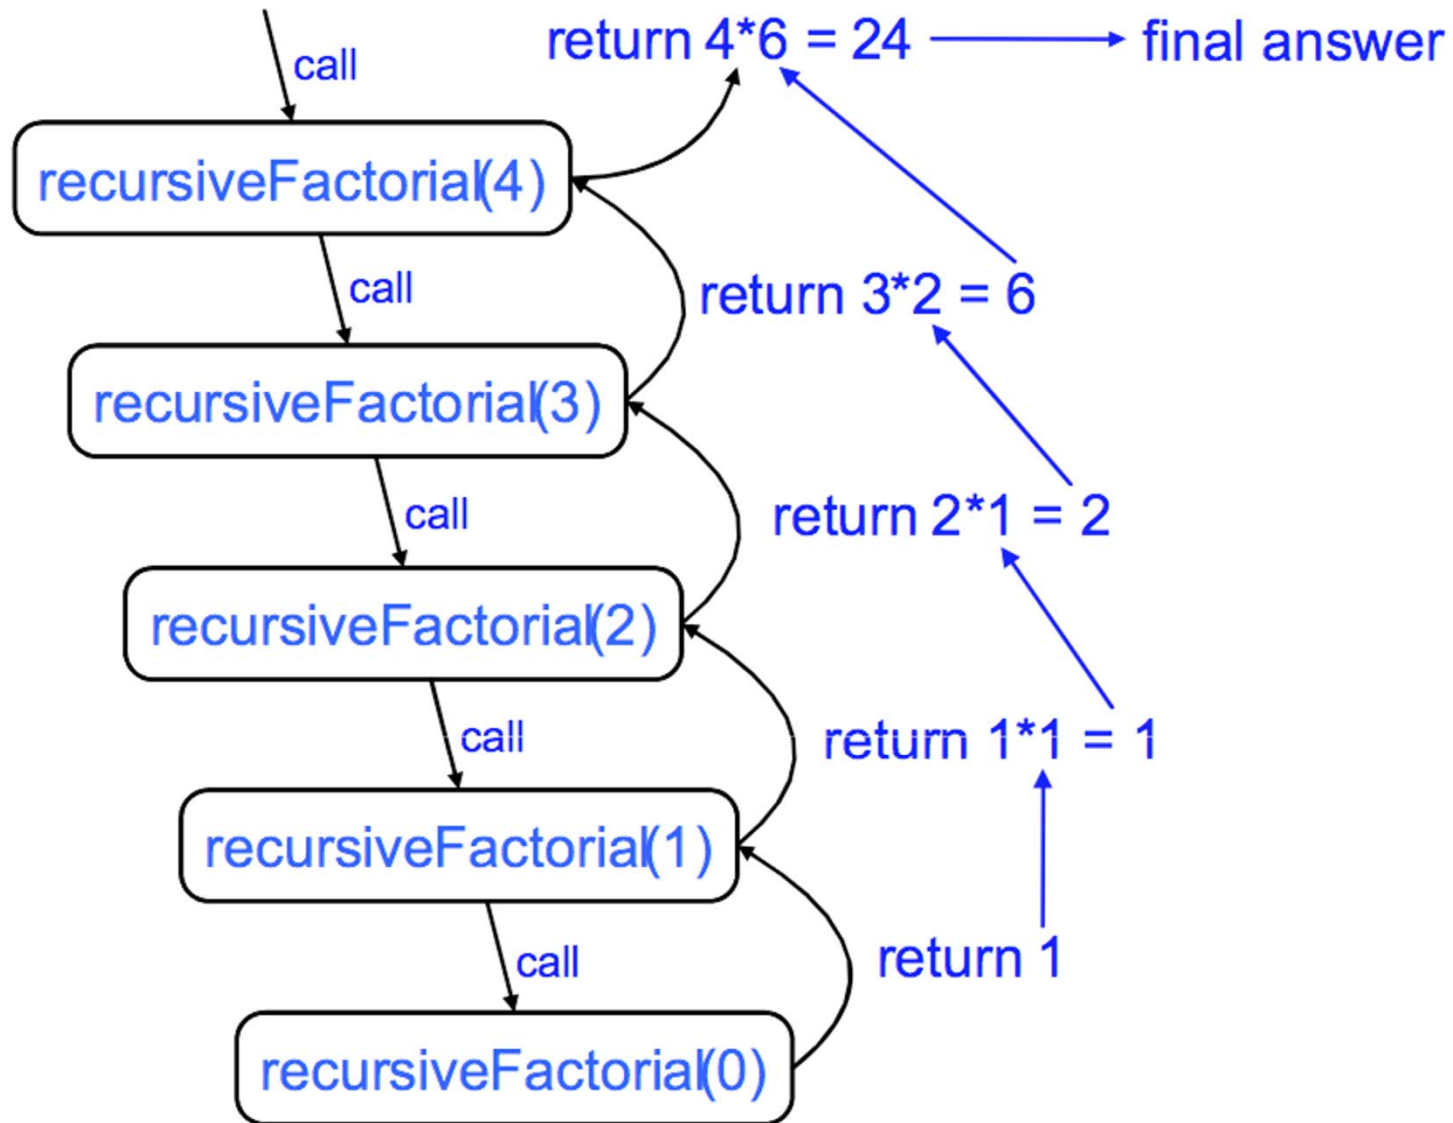 return 4*6 = 24
final answer
call
recursiveFactorial(4)
call
return 3*2 = 6
recursiveFactorial(3)
call
return 2*1 = 2
recursiveFactorial(2)
call
return 1*1 = 1
recursiveFactorial(1)
call
return 1
recursiveFactorial(0)